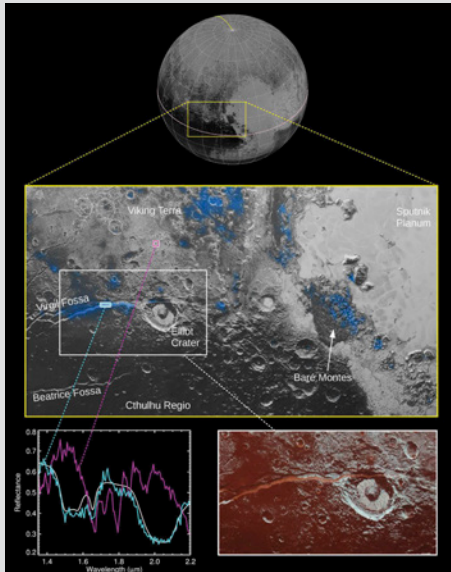 Viking Terra
Sputnik
Planum
Virgil Fossa
Elliot
Crater
Baré Montes
Beatrice Fossa
Cthulhu Regio
0.8
0.7
0.6
0.5
0.4
0.3
0.2
Reflectance
1.4 1.6 1.8 2.0 2.2
Wavelength (µm)